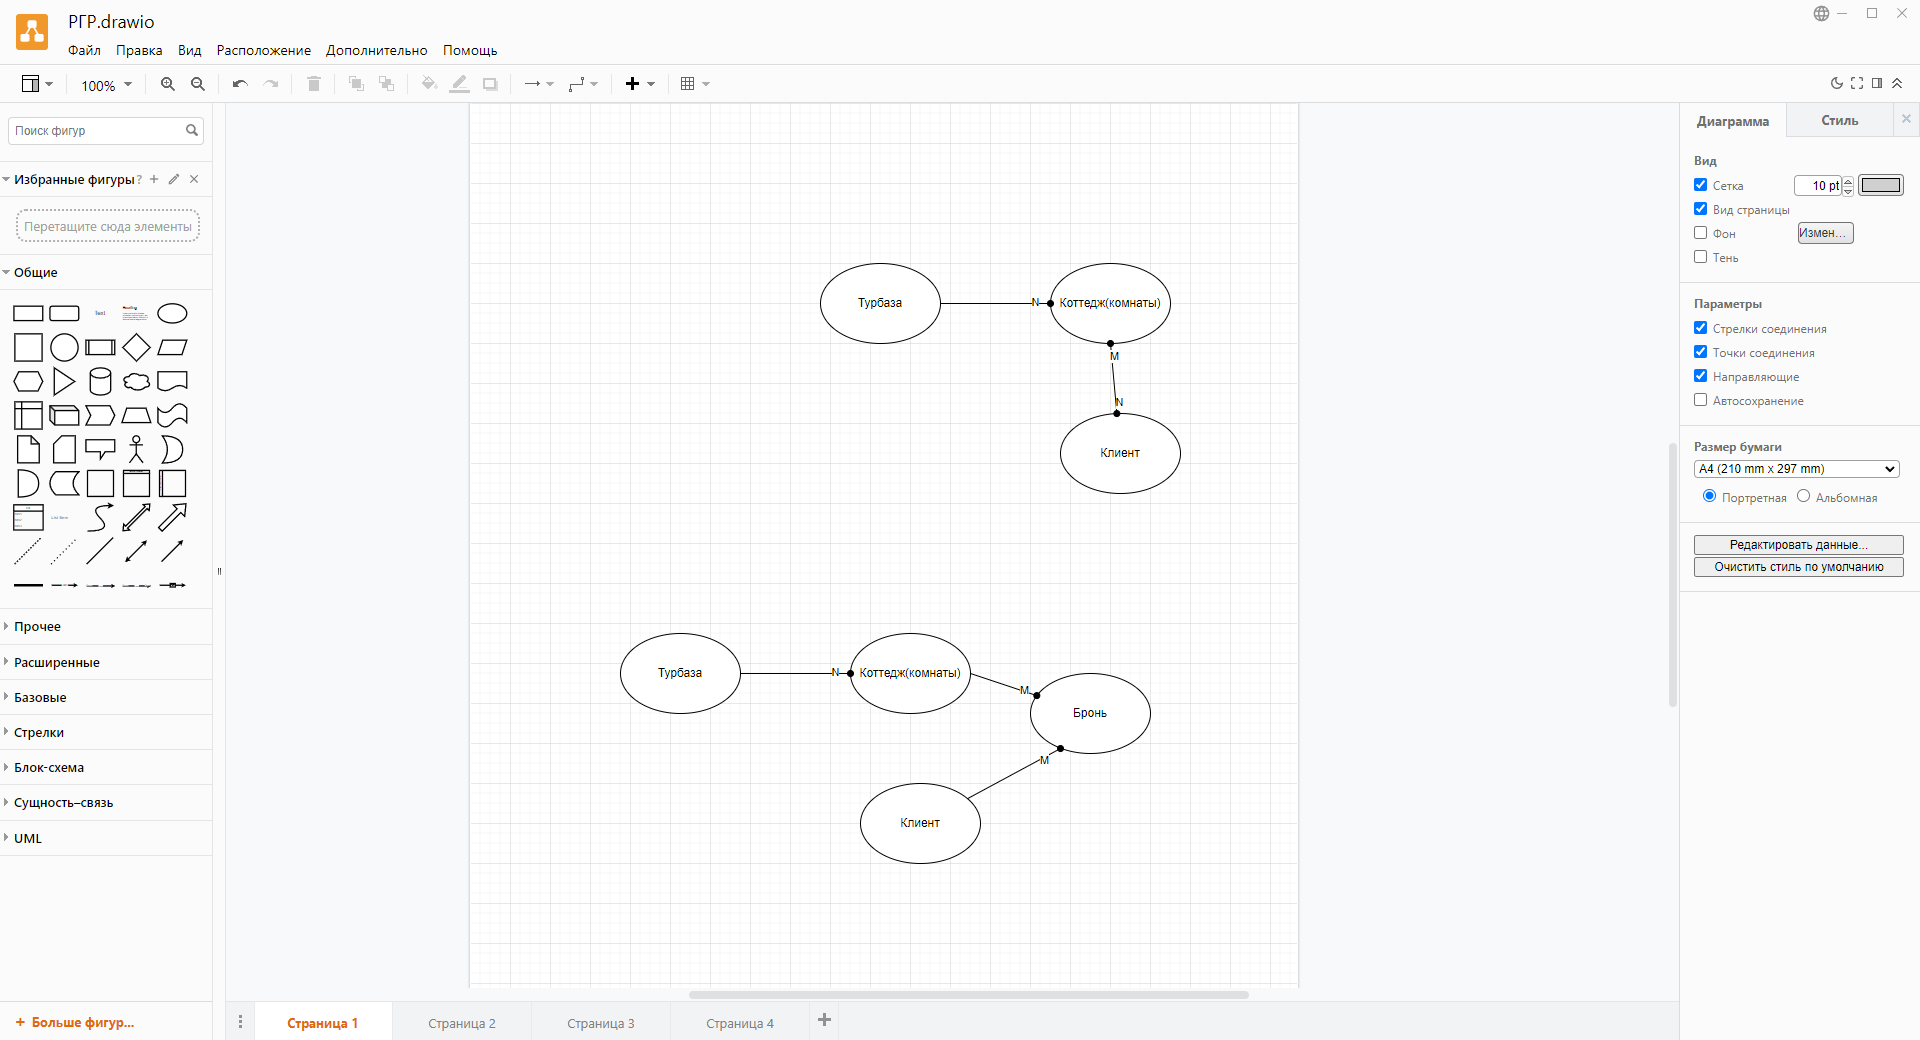 РГР.drawio
Файл Правка Вид Расположение Дополнительно Помощь
100%
Поиск фигур
Избранные фигуры ?
Перетащите сюда элементы
Общие
Text
Heading
List Item
Прочее
Расширенные
Базовые
Стрелки
Блок-схема
Сущность–связь
UML
+ Больше фигур...
Турбаза
N
Коттедж(комнаты)
M
N
Клиент
Турбаза
N
Коттедж(комнаты)
M
Бронь
M
Клиент
Страница 1 Страница 2 Страница 3 Страница 4
Диаграмма Стиль
Вид
Сетка 10 pt
Вид страницы
Фон Измен...
Тень
Параметры
Стрелки соединения
Точки соединения
Направляющие
Автосохранение
Размер бумаги
A4 (210 mm x 297 mm)
Портретная Альбомная
Редактировать данные...
Очистить стиль по умолчанию